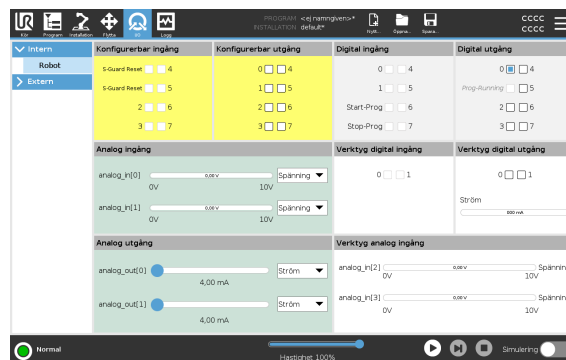 PROGRAM <ej namngiven>*
INSTALLATION default*
CCCC
CCCC
Kör Program Installation Flytta I/O Logg Nytt... Öppna... Spara...
Intern
Robot
Extern
Konfigurerbar ingång
S-Guard Reset 4
S-Guard Reset 5
2 6
3 7
Konfigurerbar utgång
0 4
1 5
2 6
3 7
Digital ingång
0 4
1 5
Start-Prog 6
Stop-Prog 7
Digital utgång
0 4
Prog-Running 5
2 6
3 7
Analog ingång
analog_in[0] 0,00 V Spänning
0V 10V
analog_in[1] 0,00 V Spänning
0V 10V
Verktyg digital ingång
0 1
Verktyg digital utgång
0 1
Ström
000 mA
Analog utgång
analog_out[0] Ström
4,00 mA
analog_out[1] Ström
4,00 mA
Verktyg analog ingång
analog_in[2] 0,00 V Spännin
0V 10V
analog_in[3] 0,00 V Spännin
0V 10V
Normal
Hastighet 100%
Simulering